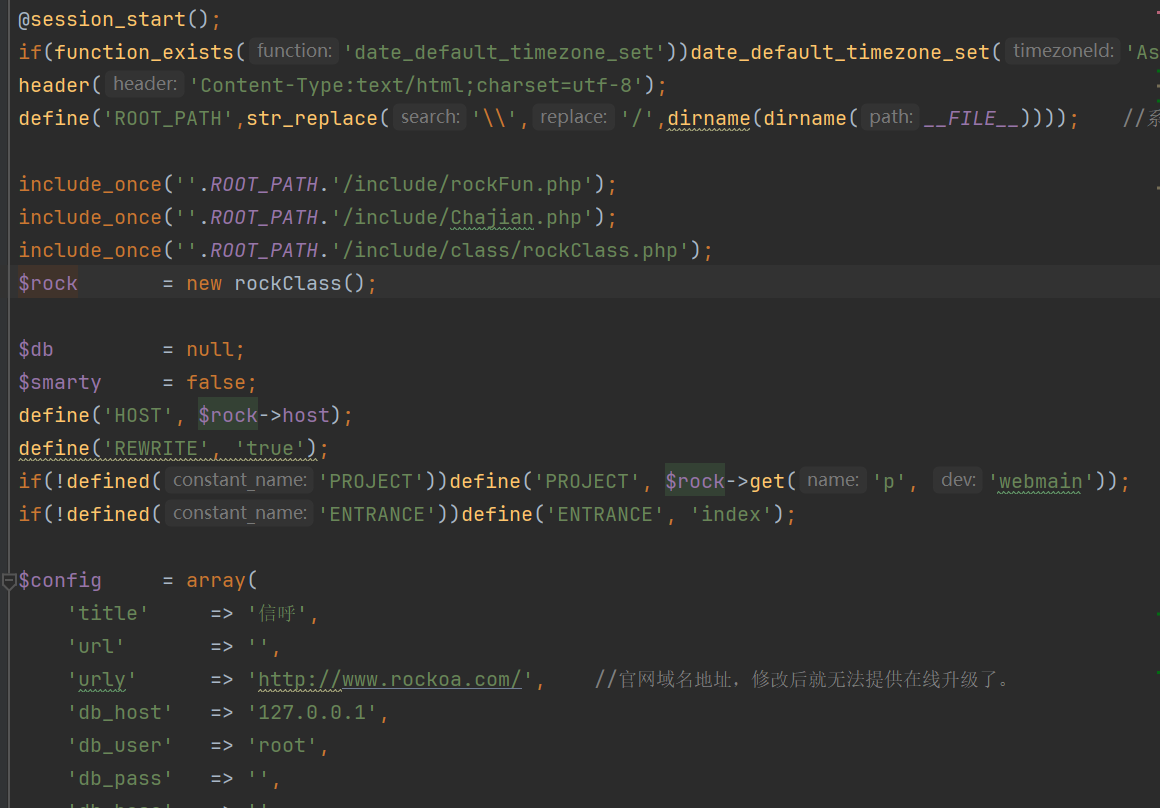 @session_start();
if(function_exists( function: 'date_default_timezone_set'))date_default_timezone_set( timezoneId: 'As
header( header: 'Content-Type:text/html;charset=utf-8');
define('ROOT_PATH',str_replace( search: '\\', replace: '/',dirname(dirname( path: __FILE__)))); //系
include_once(''.ROOT_PATH.'/include/rockFun.php');
include_once(''.ROOT_PATH.'/include/Chajian.php');
include_once(''.ROOT_PATH.'/include/class/rockClass.php');
$rock = new rockClass();
$db = null;
$smarty = false;
define('HOST', $rock->host);
define('REWRITE', 'true');
if(!defined( constant_name: 'PROJECT'))define('PROJECT', $rock->get( name: 'p', dev: 'webmain'));
if(!defined( constant_name: 'ENTRANCE'))define('ENTRANCE', 'index');
$config = array(
'title' => '信呼',
'url' => '',
'urly' => 'http://www.rockoa.com/', //官网域名地址，修改后就无法提供在线升级了。
'db_host' => '127.0.0.1',
'db_user' => 'root',
'db_pass' => '',